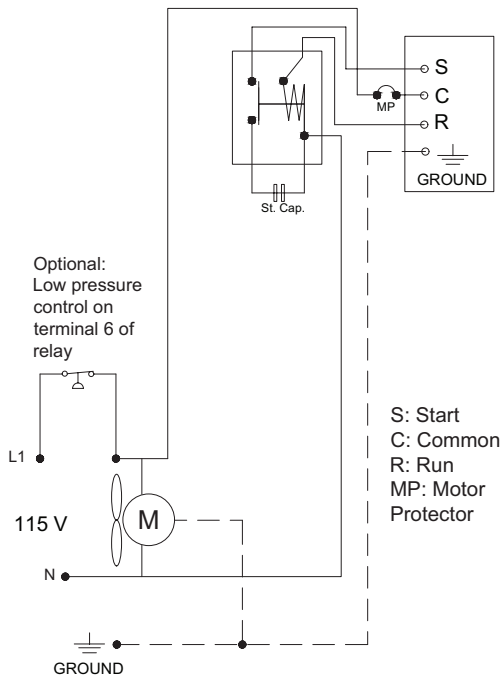 S
C
MP
R
GROUND
St. Cap.
Optional:
Low pressure
control on
terminal 6 of
relay
S: Start
C: Common
R: Run
MP: Motor
Protector
L1
115 V
M
N
GROUND